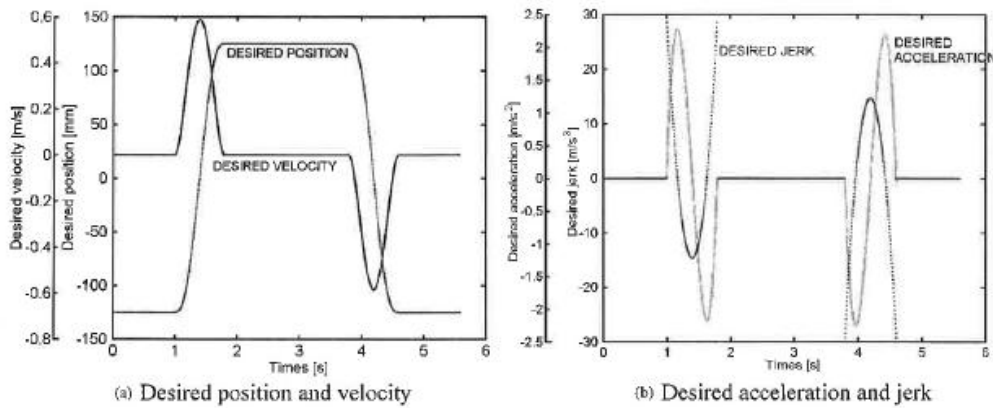 0.6
0.4
0.2
0
-0.2
-0.4
-0.6
-0.8
Desired velocity [m/s]
150
100
50
0
-50
-100
-150
Desired position [mm]
DESIRED POSITION
DESIRED VELOCITY
0 1 2 3 4 5 6
Times [s]
(a) Desired position and velocity
2.5
2
1.5
1
0.5
0
-0.5
-1
-1.5
-2
-2.5
Desired acceleration [m/s²]
30
20
10
0
-10
-20
-30
Desired jerk [m/s³]
DESIRED JERK
DESIRED
ACCELERATION
0 1 2 3 4 5 6
Times [s]
(b) Desired acceleration and jerk